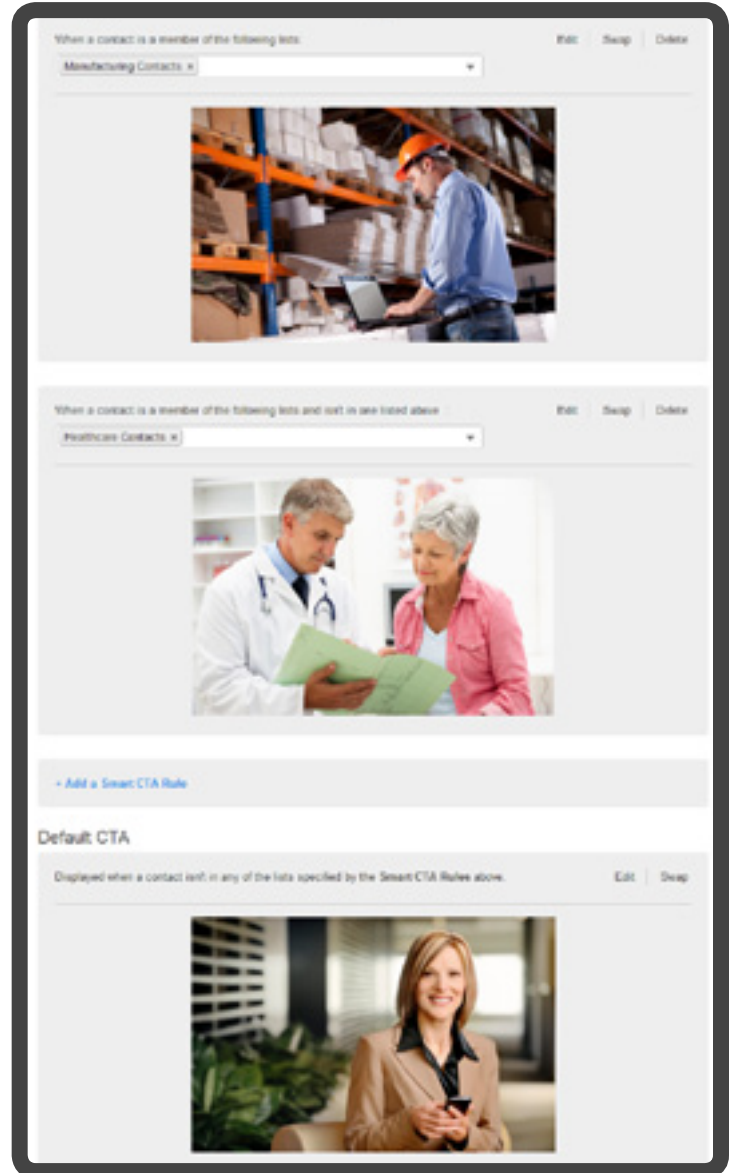 When a contact is a member of the following lists:
Edit Swap Delete
Manufacturing Contacts ×
When a contact is a member of the following lists and isn't in one listed above
Edit Swap Delete
Healthcare Contacts ×
+ Add a Smart CTA Rule
Default CTA
Displayed when a contact isn't in any of the lists specified by the Smart CTA Rules above.
Edit Swap